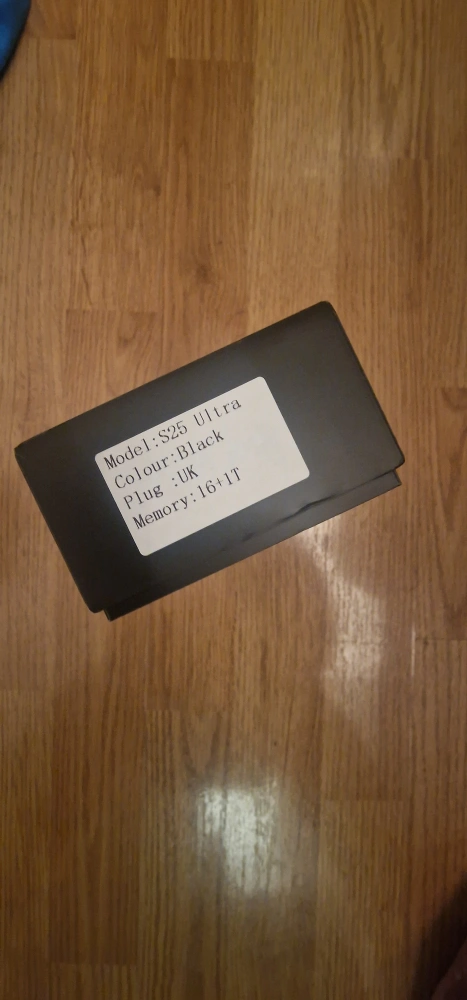 Model:S25 Ultra
Colour:Black
Plug :UK
Memory:16+1T